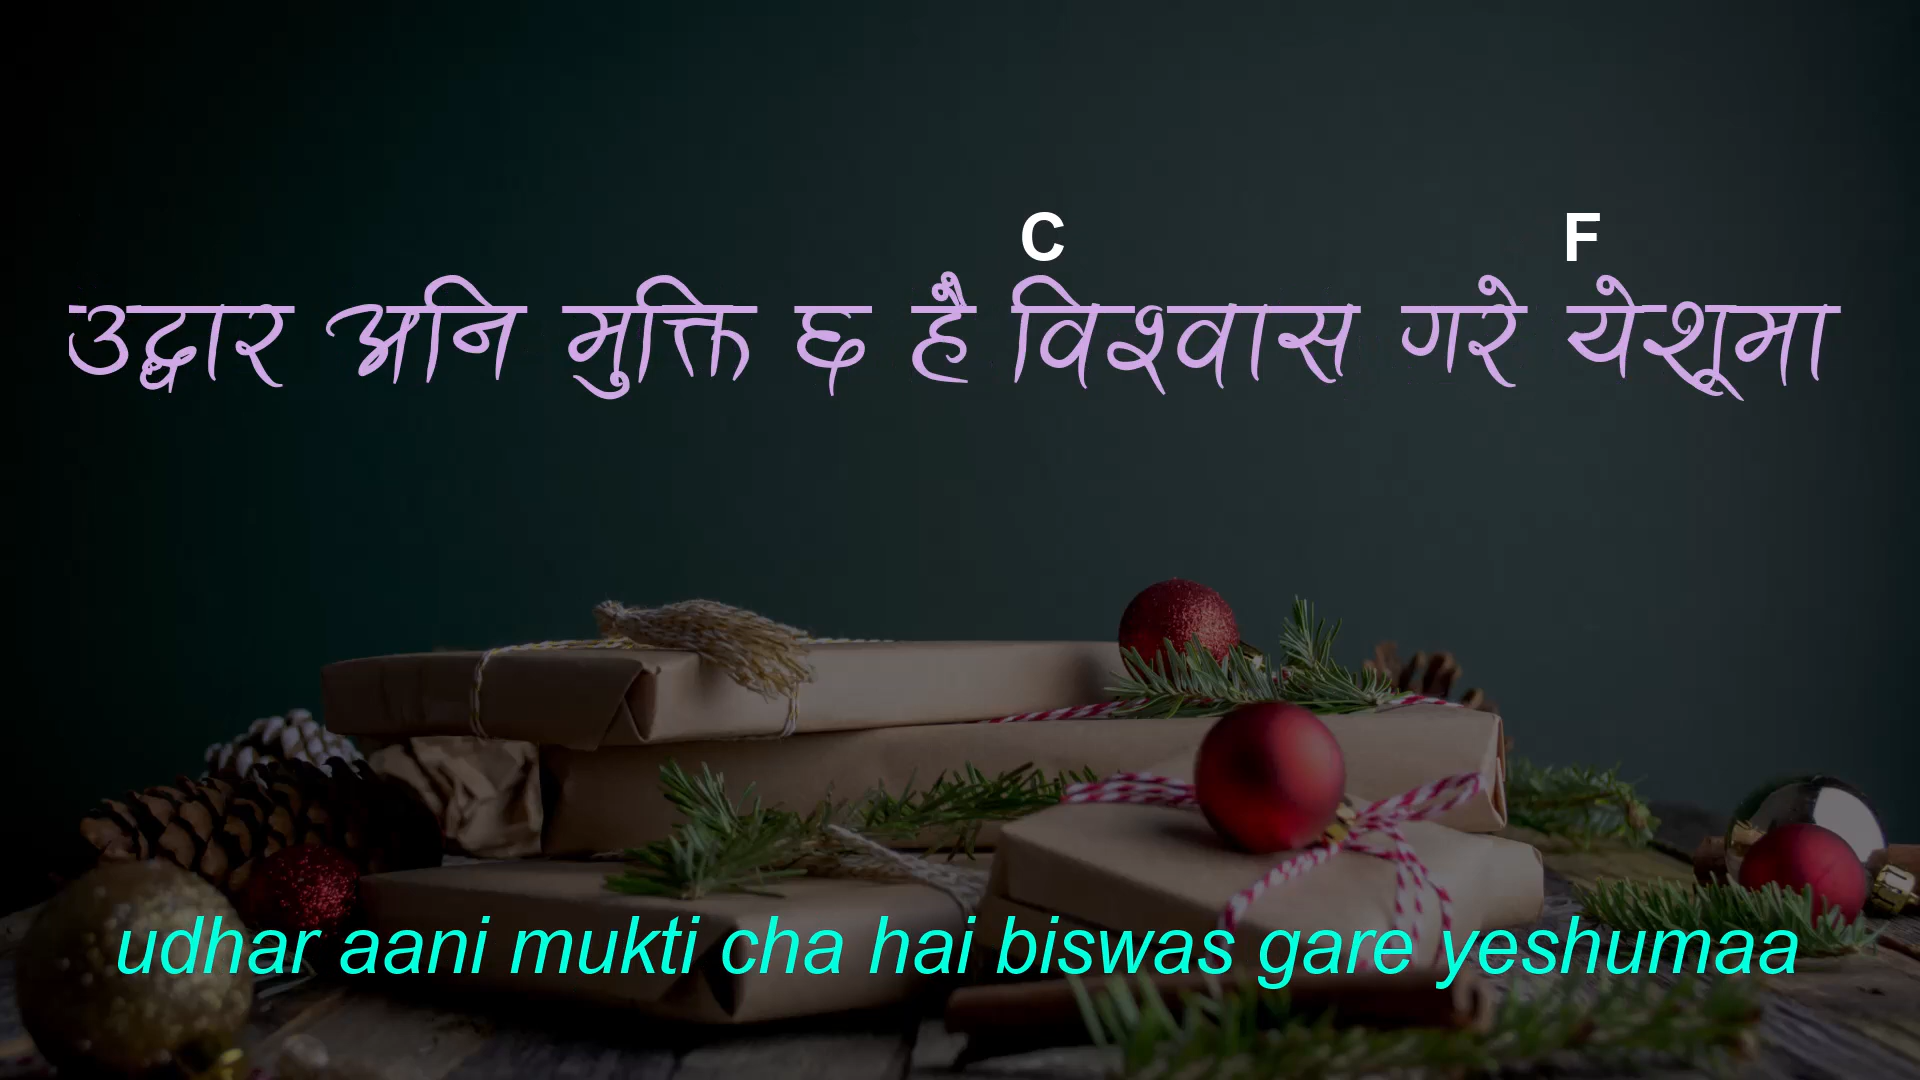 C F
उद्वार अनि मुक्ति छ है विश्वास गरे येशूमा
udhar aani mukti cha hai biswas gare yeshumaa